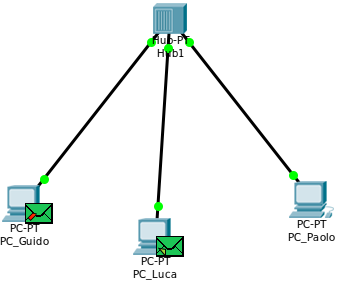 Hub-PT
Hub1
PC-PT
PC_Guido
PC-PT
PC_Luca
PC-PT
PC_Paolo